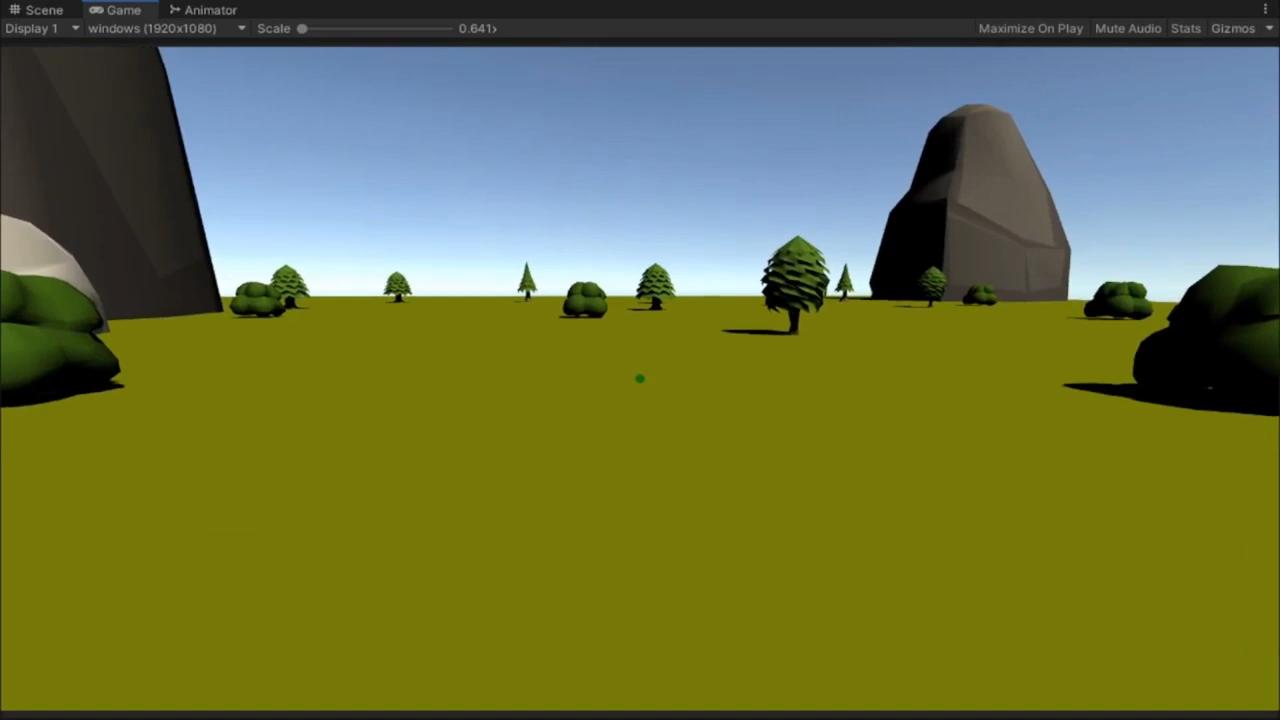 Scene Game Animator
Display 1 windows (1920x1080) Scale 0.641x Maximize On Play Mute Audio Stats Gizmos